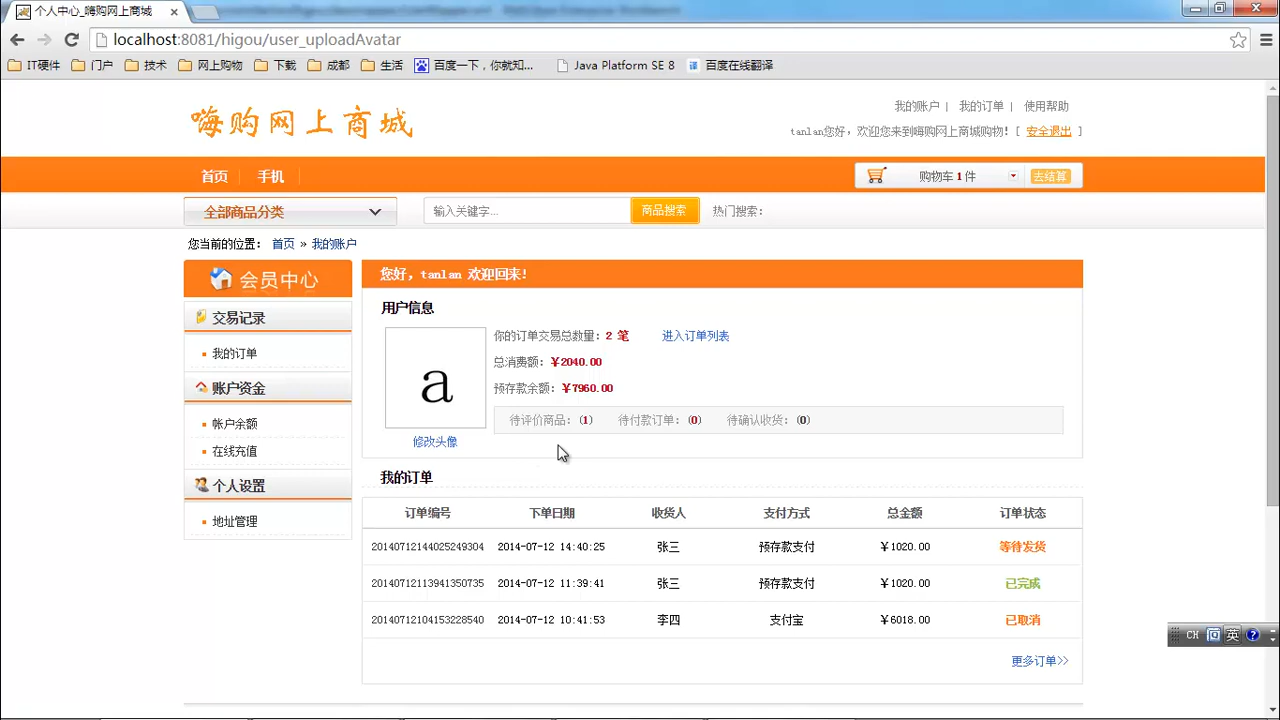 个人中心_嗨购网上商城
localhost:8081/higou/user_uploadAvatar
IT硬件 门户 技术 网上购物 下载 成都 生活 百度一下，你就知... Java Platform SE 8 百度在线翻译
嗨购网上商城
我的账户| 我的订单| 使用帮助
tanlan您好，欢迎您来到嗨购网上商城购物! [ 安全退出 ]
首页 手机 购物车 1 件 去结算
全部商品分类 输入关键字... 商品搜索 热门搜索：
您当前的位置： 首页 » 我的账户
会员中心
交易记录
我的订单
账户资金
帐户余额
在线充值
个人设置
地址管理
您好，tanlan 欢迎回来!
用户信息
a
修改头像
你的订单交易总数量：2 笔 进入订单列表
总消费额：￥2040.00
预存款余额：￥7960.00
待评价商品：(1) 待付款订单：(0) 待确认收货：(0)
我的订单
订单编号 下单日期 收货人 支付方式 总金额 订单状态
20140712144025249304 2014-07-12 14:40:25 张三 预存款支付 ￥1020.00 等待发货
20140712113941350735 2014-07-12 11:39:41 张三 预存款支付 ￥1020.00 已完成
20140712104153228540 2014-07-12 10:41:53 李四 支付宝 ￥6018.00 已取消
更多订单>>
CH 英